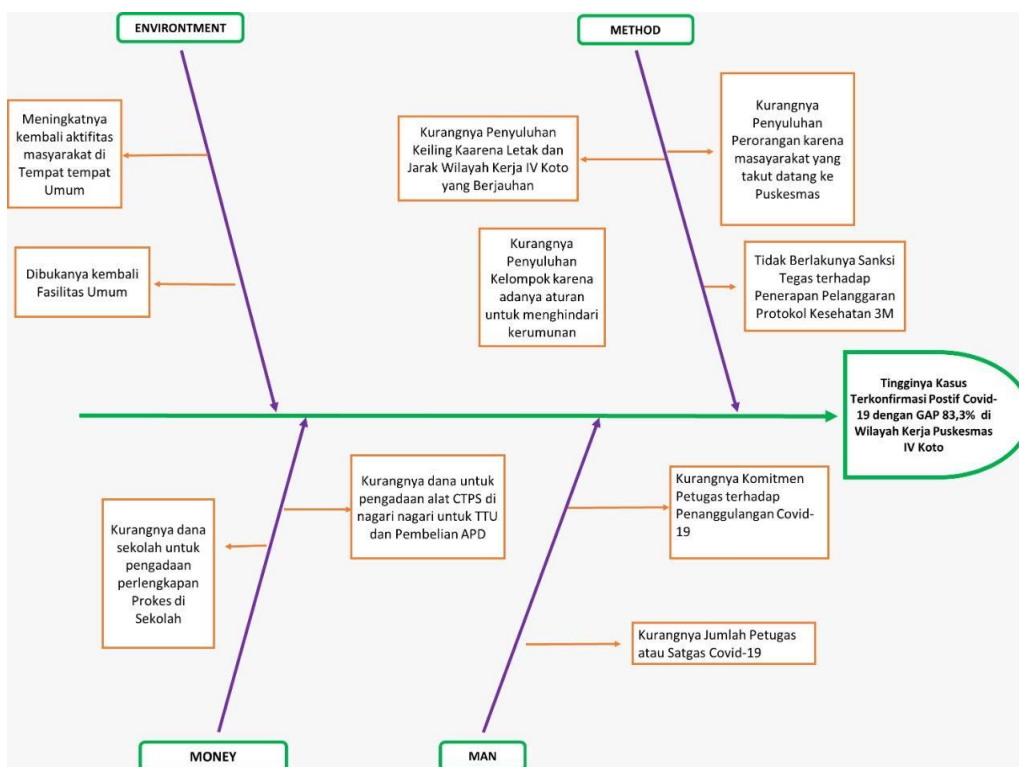 ENVIRONTMENT
METHOD
Meningkatnya
kembali aktifitas
masyarakat di
Tempat tempat
Umum
Kurangnya Penyuluhan
Keiling Kaarena Letak dan
Jarak Wilayah Kerja IV Koto
yang Berjauhan
Kurangnya
Penyuluhan
Perorangan karena
masayarakat yang
takut datang ke
Puskesmas
Dibukanya kembali
Fasilitas Umum
Kurangnya
Penyuluhan
Kelompok karena
adanya aturan
untuk menghindari
kerumunan
Tidak Berlakunya Sanksi
Tegas terhadap
Penerapan Pelanggaran
Protokol Kesehatan 3M
Tingginya Kasus
Terkonfirmasi Postif Covid-
19 dengan GAP 83,3% di
Wilayah Kerja Puskesmas
IV Koto
Kurangnya dana
sekolah untuk
pengadaan
perlengkapan
Prokes di
Sekolah
Kurangnya dana untuk
pengadaan alat CTPS di
nagari nagari untuk TTU
dan Pembelian APD
Kurangnya Komitmen
Petugas terhadap
Penanggulangan Covid-
19
Kurangnya Jumlah Petugas
atau Satgas Covid-19
MONEY
MAN